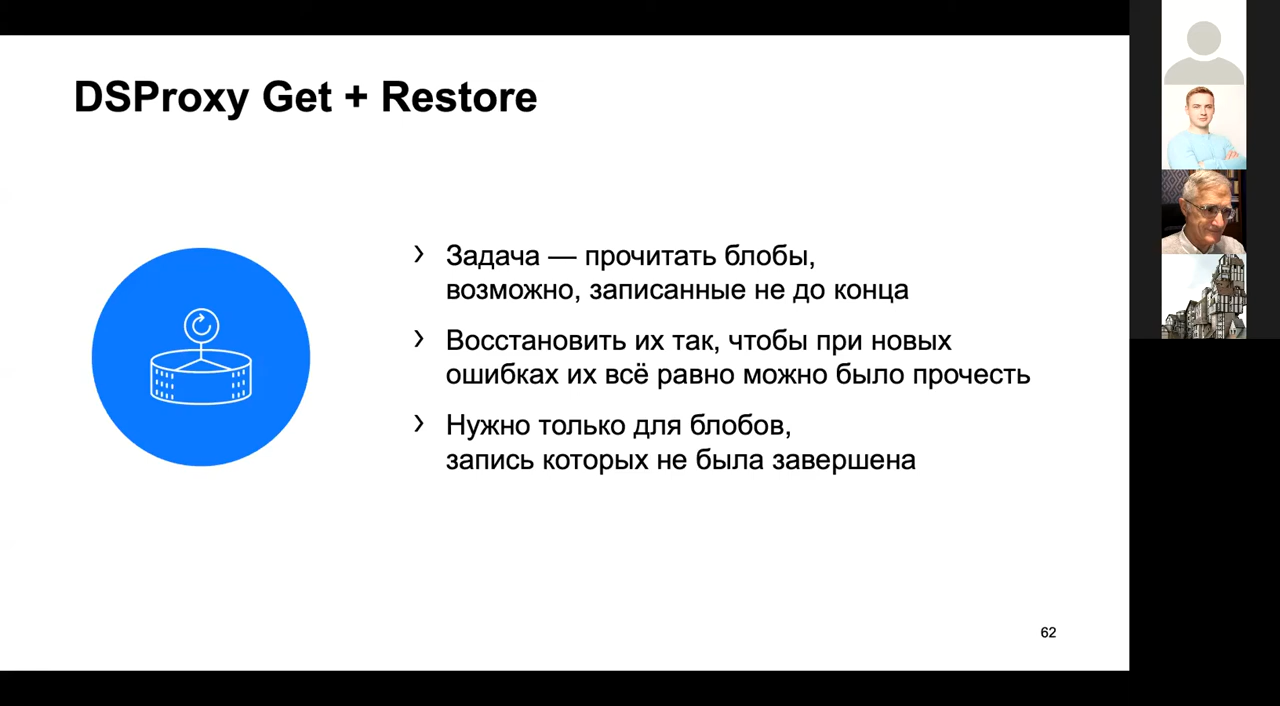 DSProxy Get + Restore
Задача — прочитать блобы,
возможно, записанные не до конца
Восстановить их так, чтобы при новых
ошибках их всё равно можно было прочесть
Нужно только для блобов,
запись которых не была завершена
62